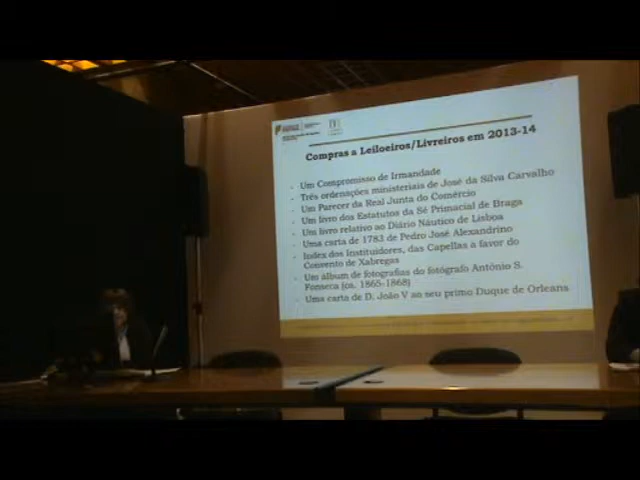 Compras a Leiloeiros/Livreiros em 2013-14
- Um Compromisso de Irmandade
- Três ordenações ministeriais de José da Silva Carvalho
- Um Parecer da Real Junta do Comércio
- Um livro dos Estatutos da Sé Primacial de Braga
- Um livro relativo ao Diário Náutico de Lisboa
- Uma carta de 1783 de Pedro José Alexandrino
- Index dos Instituidores, das Capellas à favor do
Convento de Xabregas
- Um álbum de fotografias do fotógrafo António S.
Fonseca (ca. 1865-1868)
- Uma carta de D. João V ao seu primo Duque de Orleans